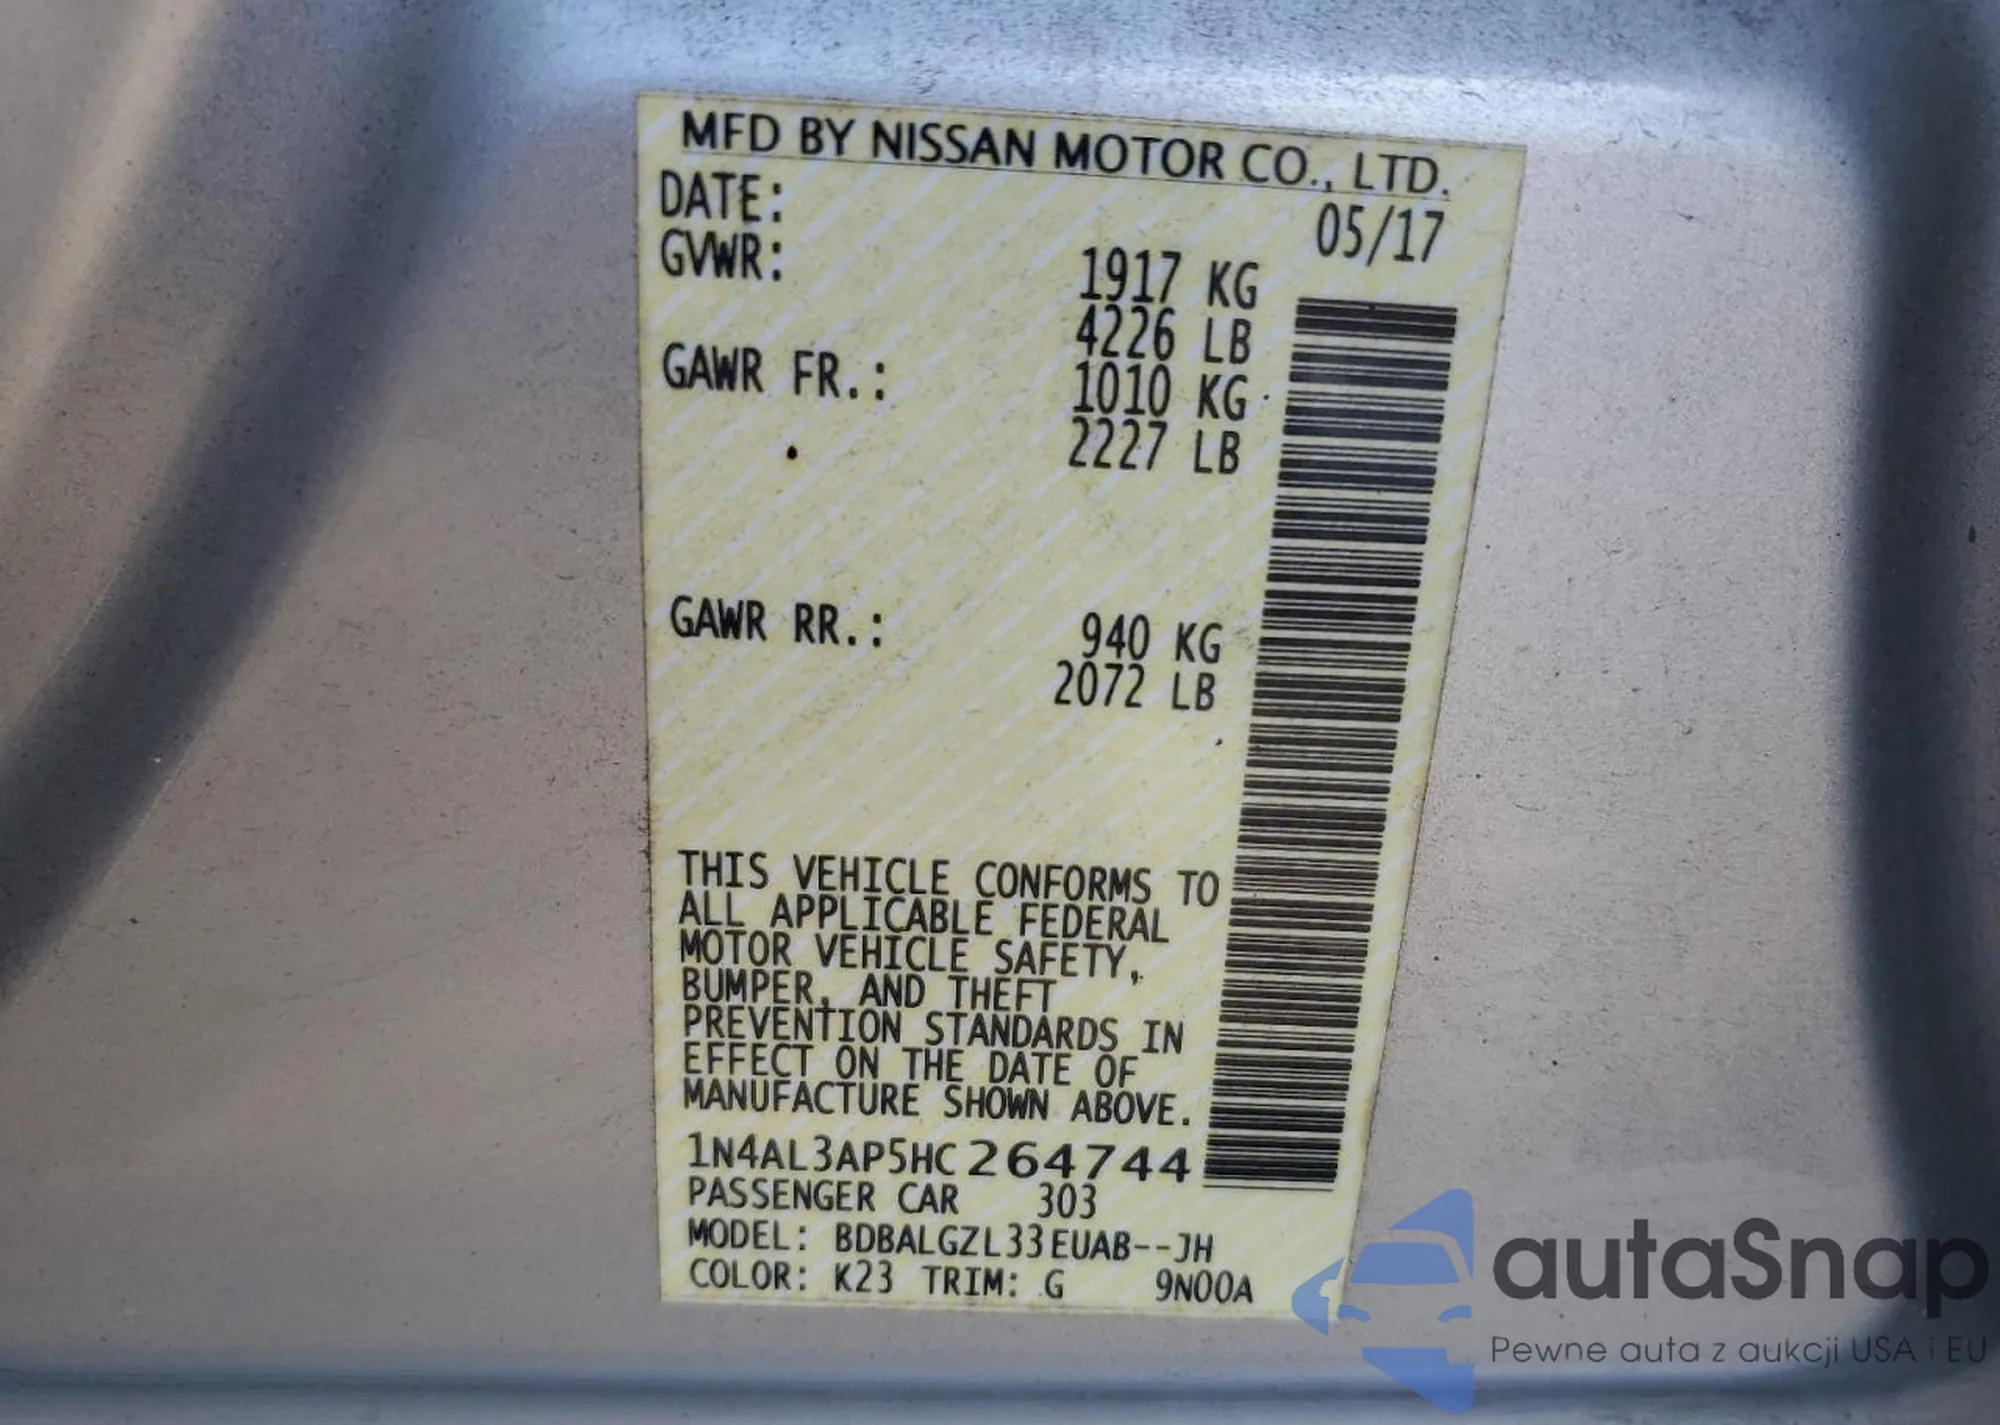 MFD BY NISSAN MOTOR CO., LTD.
DATE: 05/17
GVWR: 1917 KG
4226 LB
GAWR FR.: 1010 KG
2227 LB
GAWR RR.: 940 KG
2072 LB
THIS VEHICLE CONFORMS TO
ALL APPLICABLE FEDERAL
MOTOR VEHICLE SAFETY,
BUMPER, AND THEFT
PREVENTION STANDARDS IN
EFFECT ON THE DATE OF
MANUFACTURE SHOWN ABOVE.
1N4AL3AP5HC264744
PASSENGER CAR 303
MODEL: BDBALGZL33EUAB--JH
COLOR: K23 TRIM: G 9N00A
autaSnap
Pewne auta z aukcji USA i EU